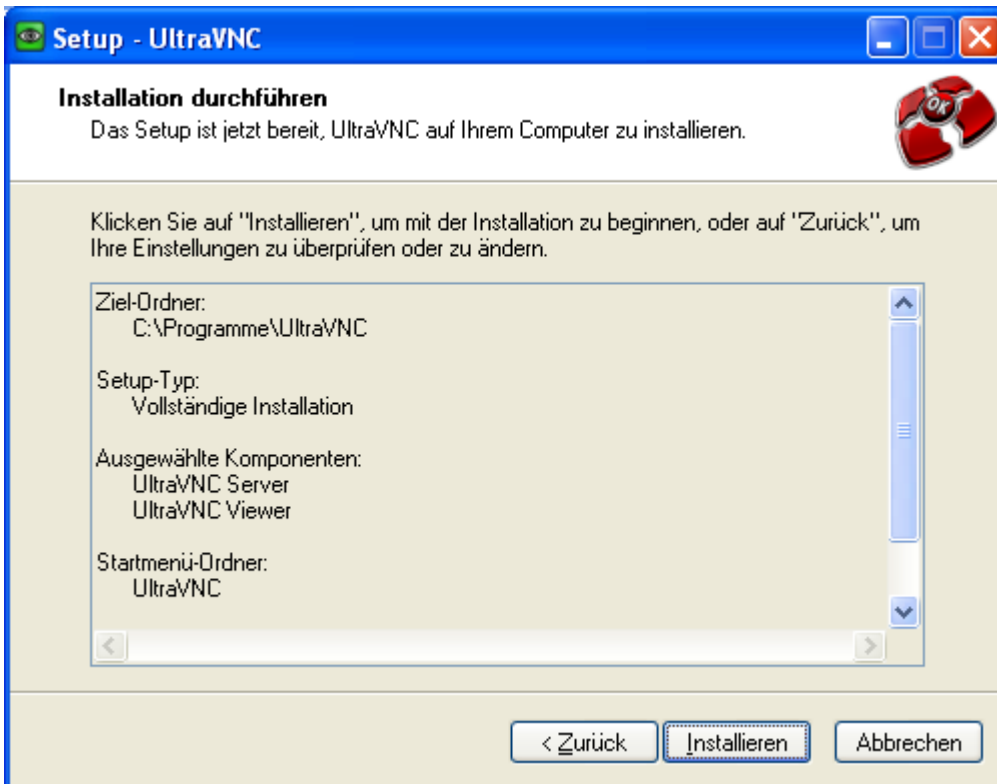 Setup - UltraVNC
Installation durchführen
Das Setup ist jetzt bereit, UltraVNC auf Ihrem Computer zu installieren.
OK
Klicken Sie auf "Installieren", um mit der Installation zu beginnen, oder auf "Zurück", um
Ihre Einstellungen zu überprüfen oder zu ändern.
Ziel-Ordner:
C:\Programme\UltraVNC
Setup-Typ:
Vollständige Installation
Ausgewählte Komponenten:
UltraVNC Server
UltraVNC Viewer
Startmenü-Ordner:
UltraVNC
< Zurück
Installieren
Abbrechen